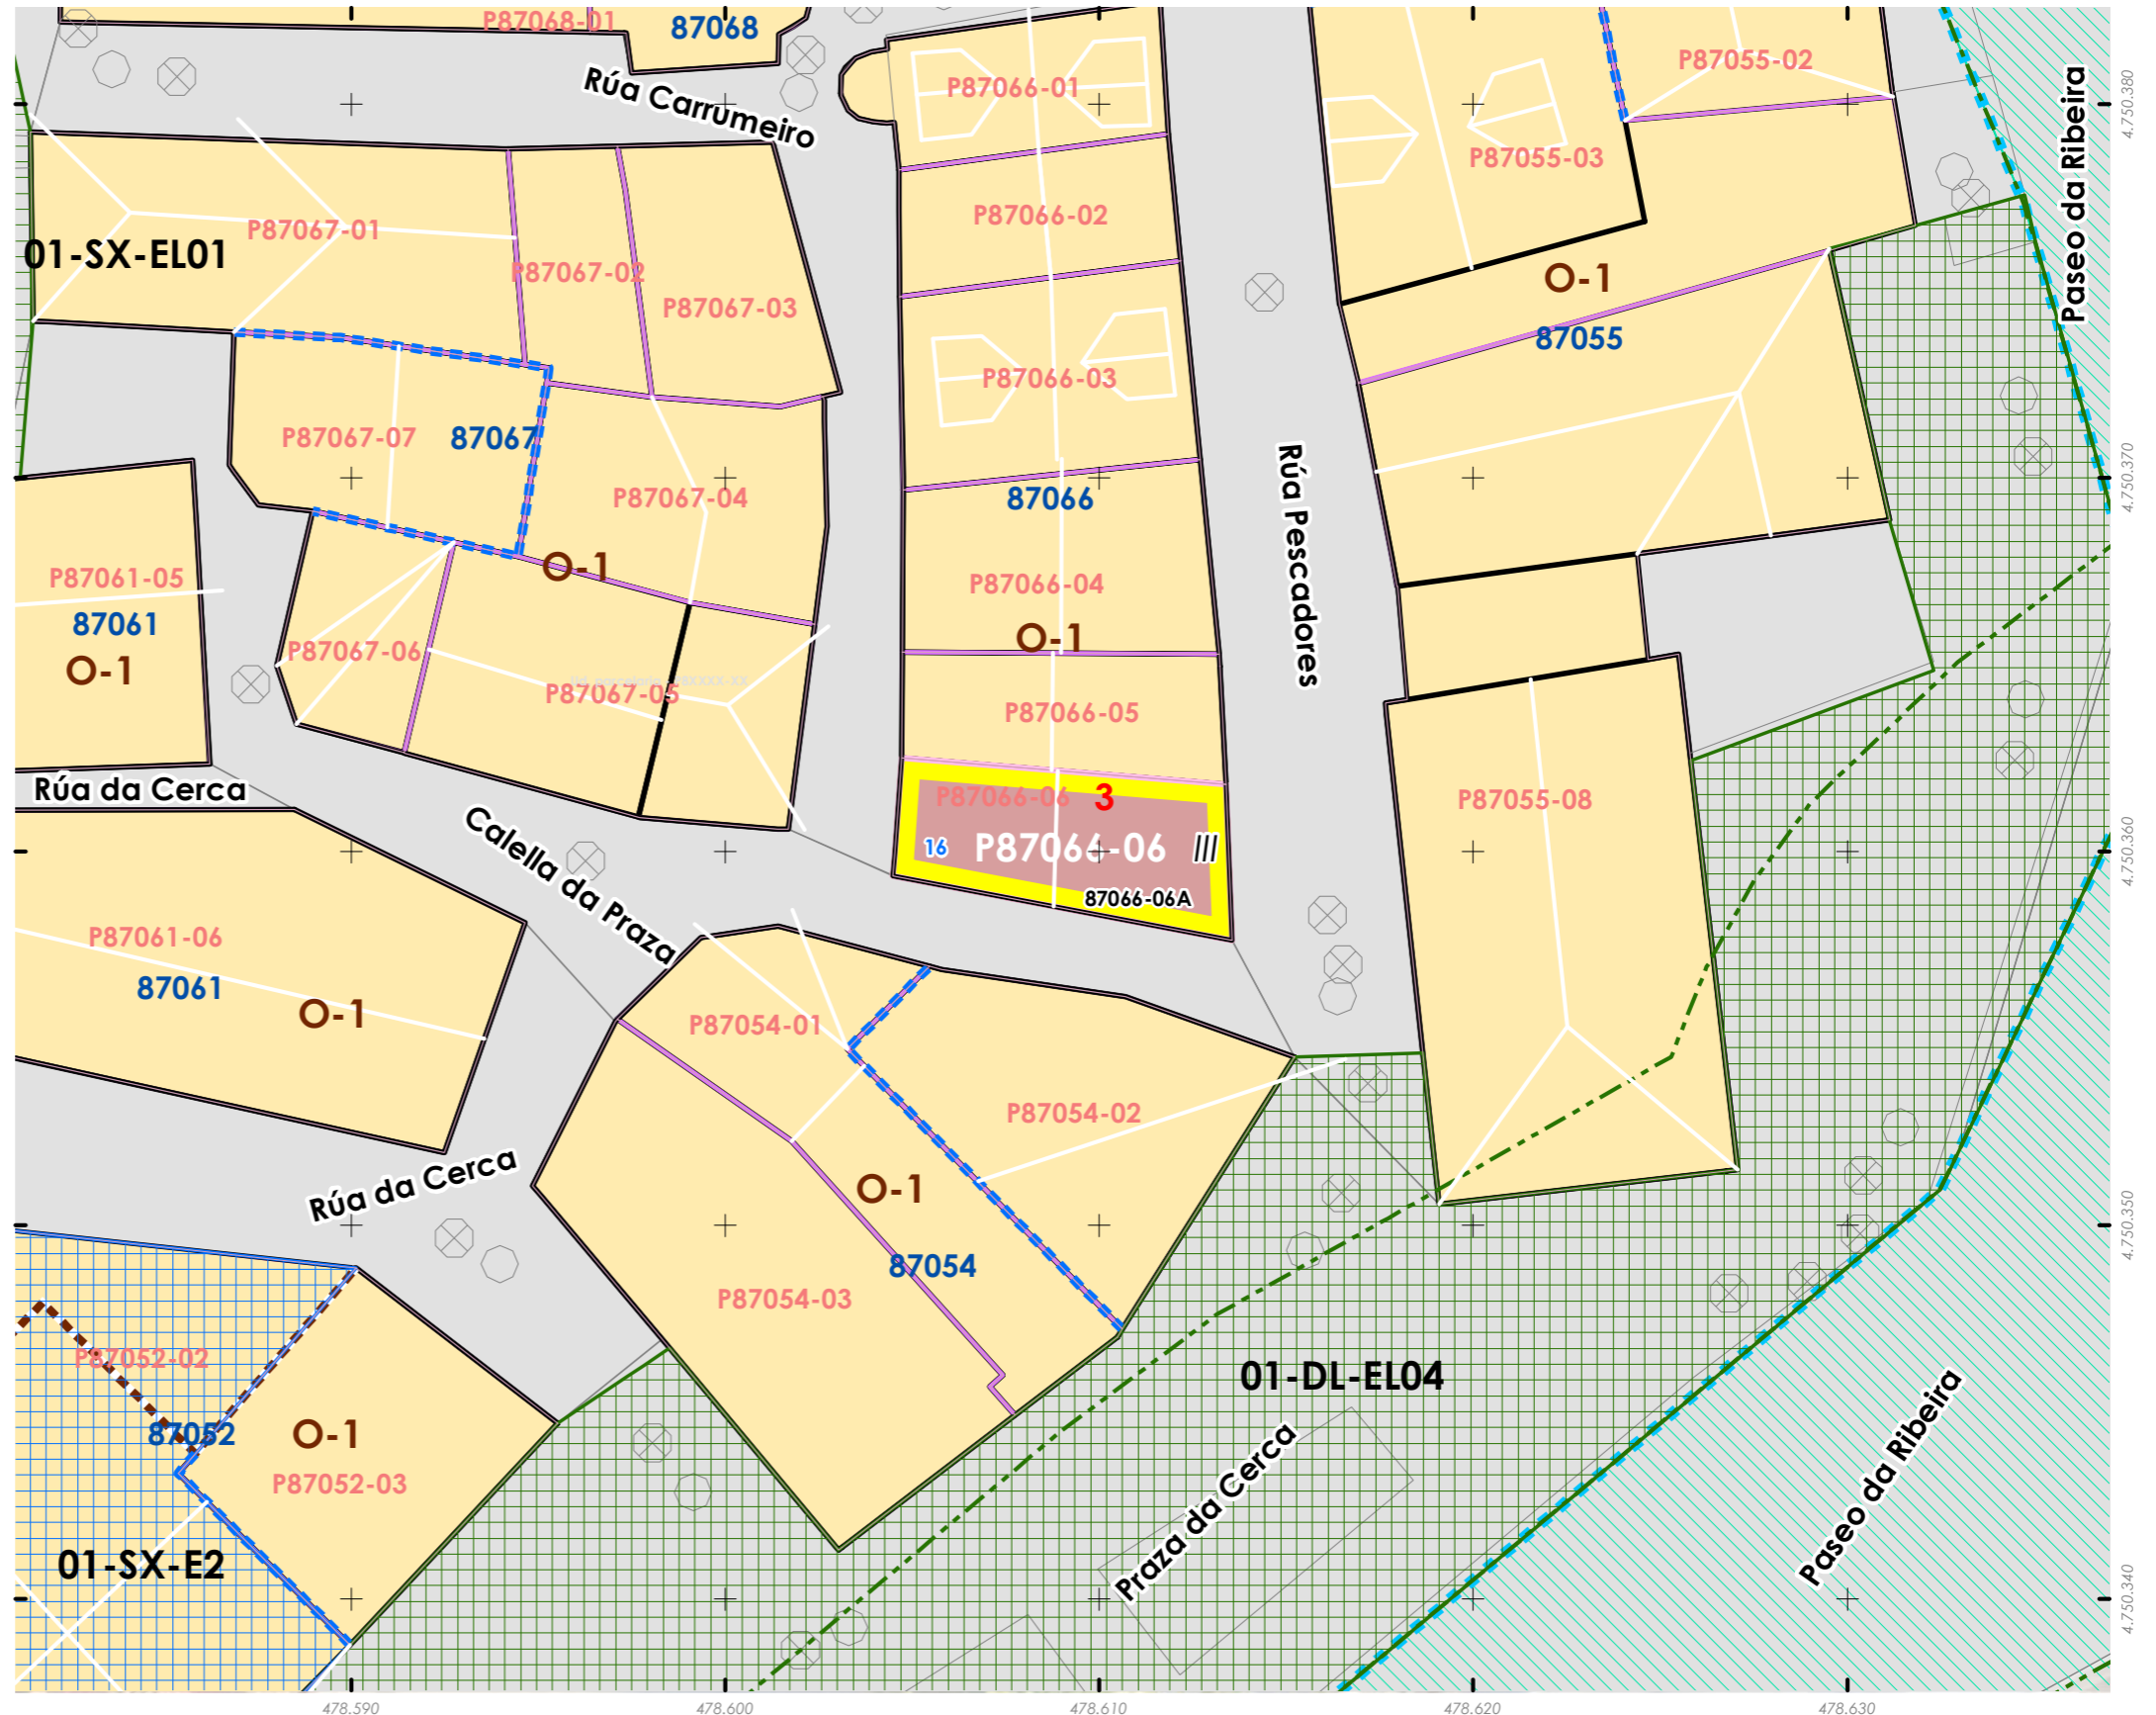 P87068-01
87068
Rúa Carrumeiro
P87066-01
P87055-02
Paseo da Ribeira
4.750.380
P87055-03
P87067-01
01-SX-EL01
P87067-02
P87067-03
P87066-02
O-1
87055
P87066-03
P87067-07
87067
P87067-04
87066
Rúa Pescadores
4.750.370
P87061-05
87061
O-1
O-1
P87066-04
O-1
P87067-06
P87067-05
P87066-05
Rúa da Cerca
Calella da Praza
P87066-06
3
16
P87066-06
III
87066-06A
P87055-08
4.750.360
P87061-06
87061
O-1
P87054-01
P87054-02
Rúa da Cerca
O-1
87054
P87054-03
4.750.350
P87052-02
87052
O-1
P87052-03
01-SX-E2
01-DL-EL04
Praza da Cerca
Paseo da Ribeira
4.750.340
478.590
478.600
478.610
478.620
478.630